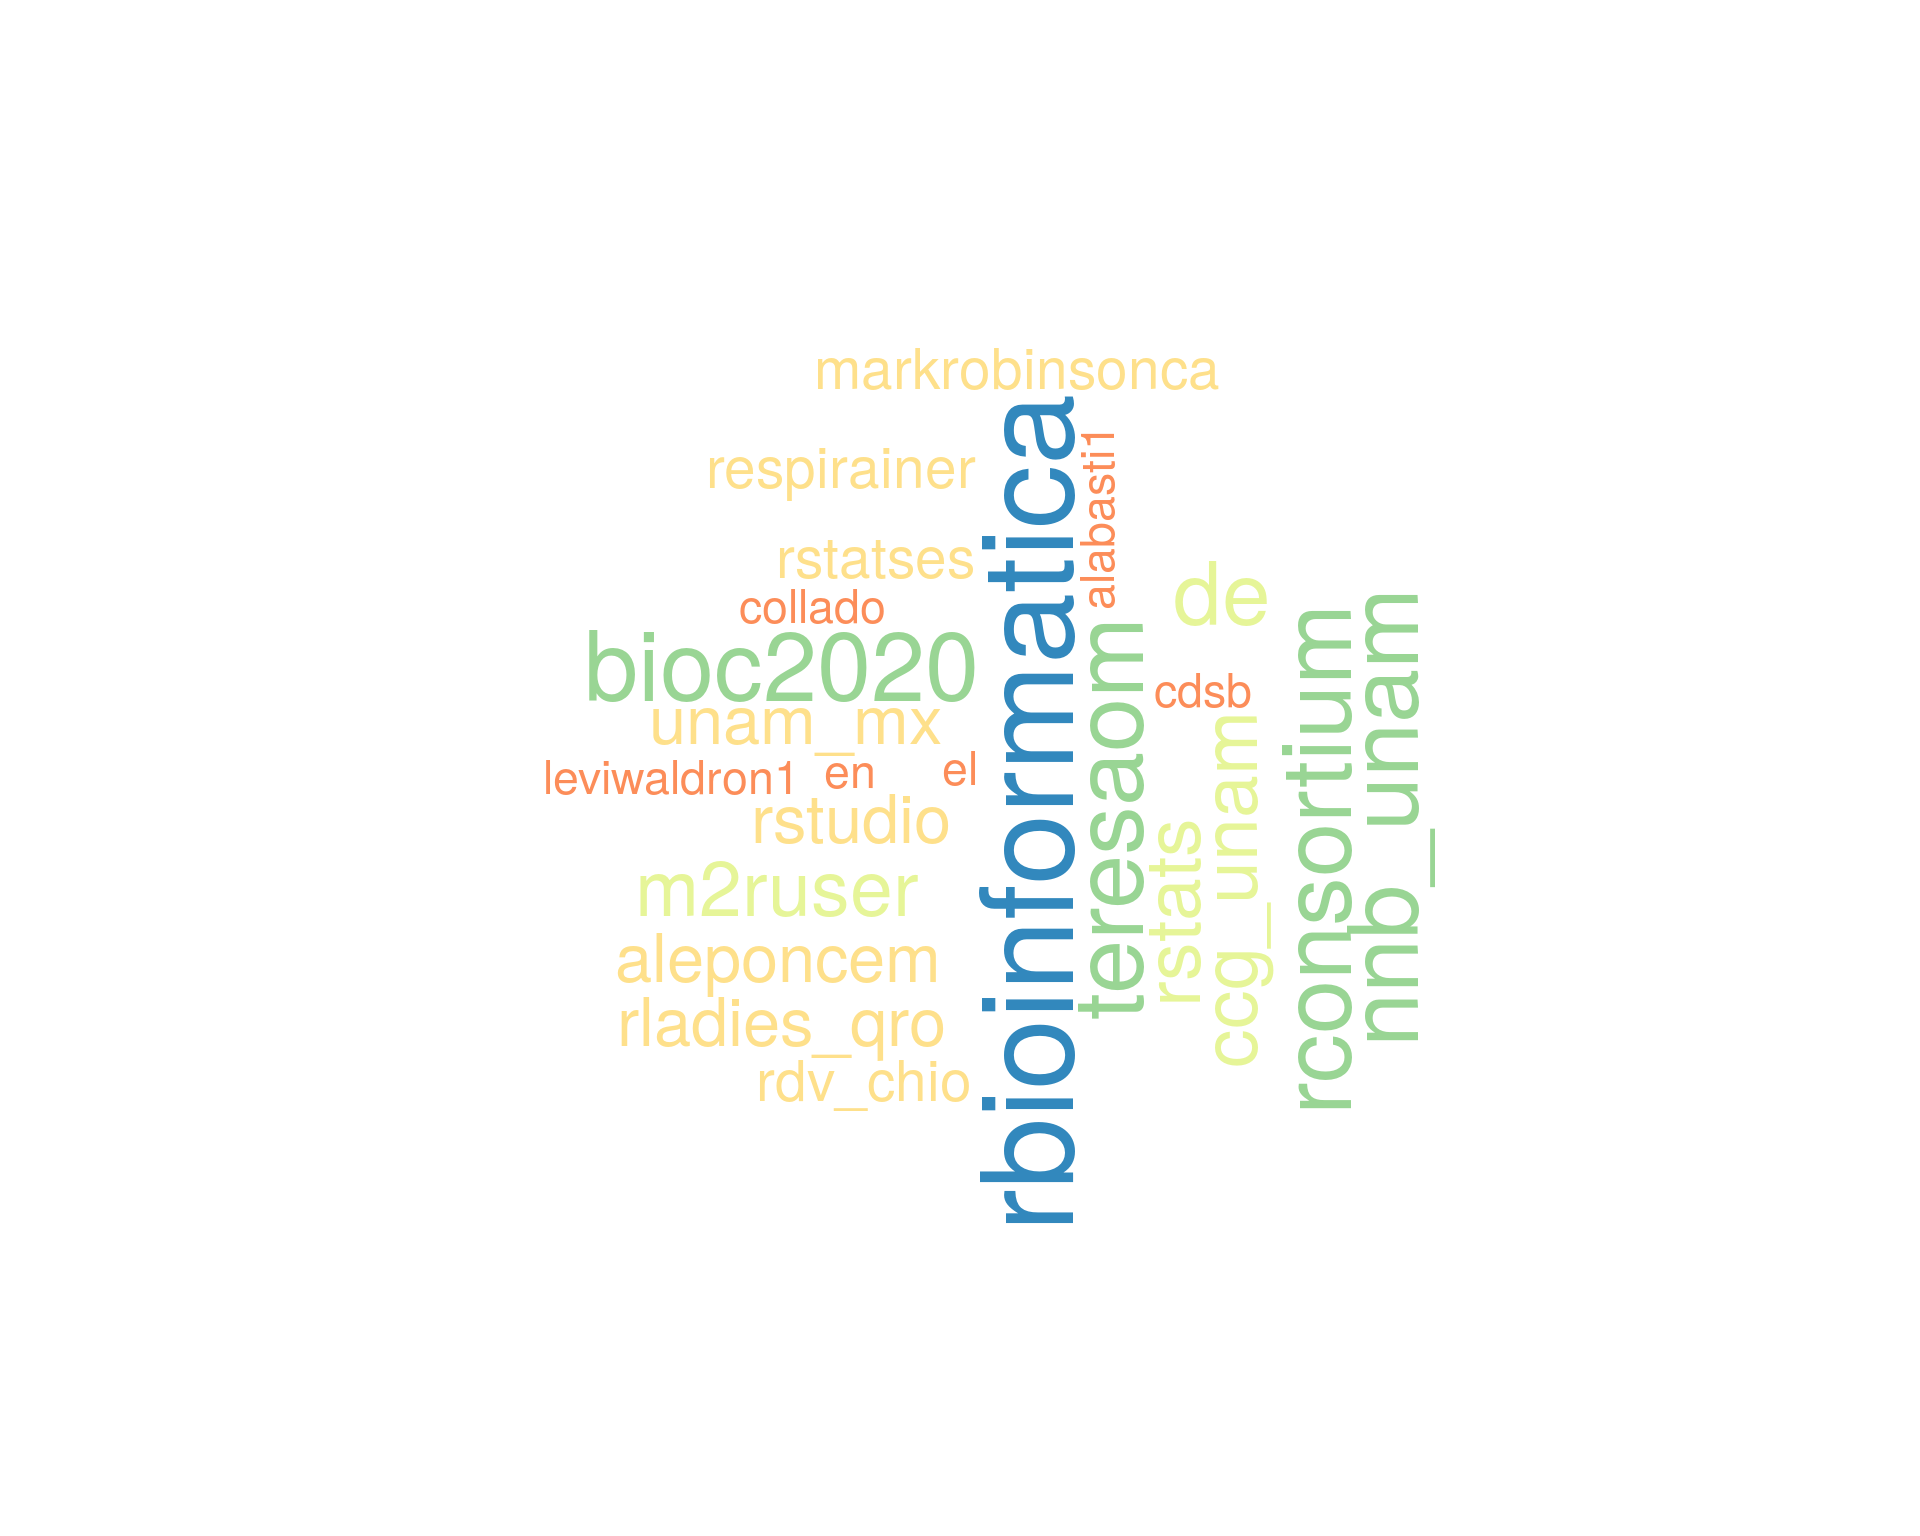 markrobinsonca
respirainer
rstatses
collado
bioc2020
unam_mx
leviwaldron1
en
el
rstudio
m2ruser
aleponcem
rladies_qro
rdv_chio
rbioinformatica
alabasti1
teresaom
de
cdsb
rstats
ccg_unam
rconsortium
nnb_unam